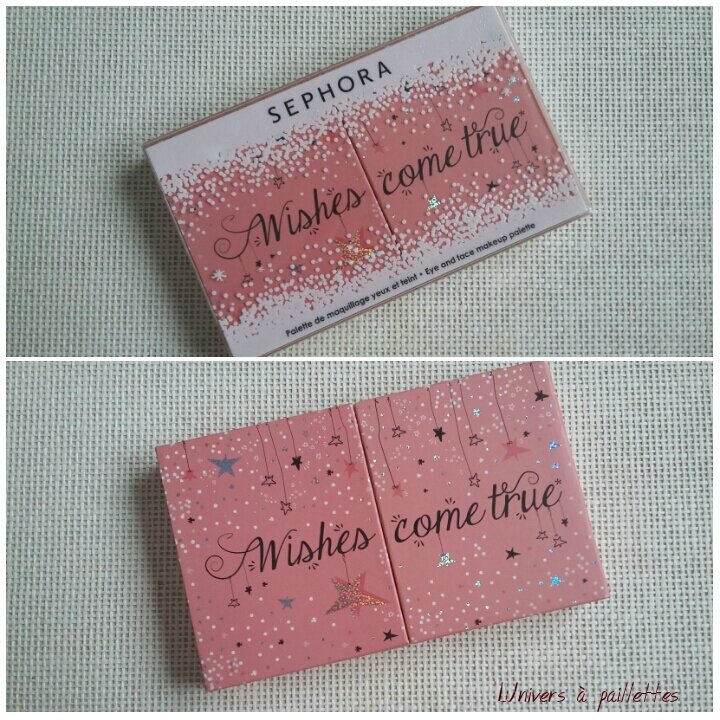 SEPHORA
Wishes come true
Palette de maquillage yeux et teint • Eye and face makeup palette
Wishes come true
Univers à paillettes